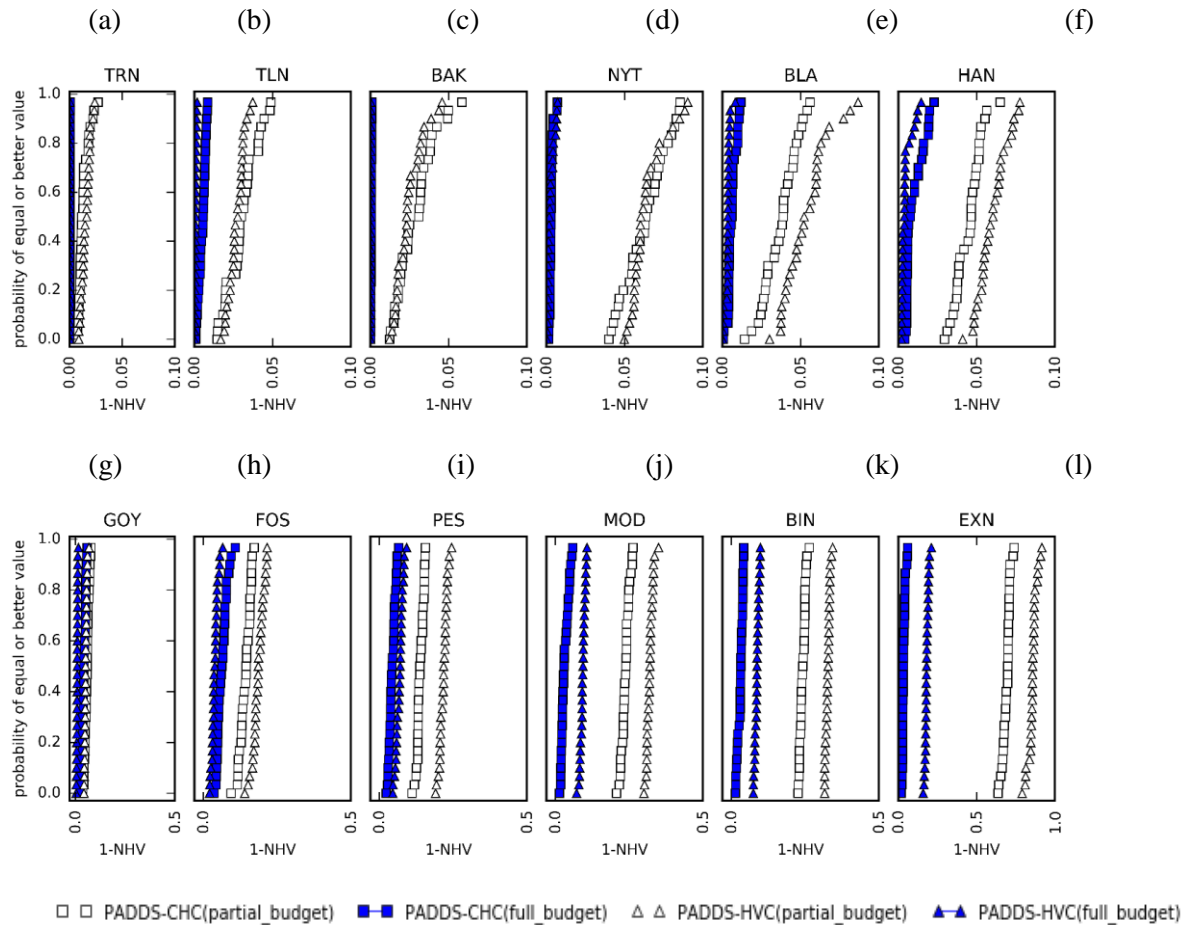 (a) (b) (c) (d) (e) (f)
TRN TLN BAK NYT BLA HAN
probability of equal or better value
1.0
0.8
0.6
0.4
0.2
0.0
0.00 0.05 0.10 0.00 0.05 0.10 0.00 0.05 0.10 0.00 0.05 0.10 0.00 0.05 0.10 0.00 0.05 0.10
1-NHV 1-NHV 1-NHV 1-NHV 1-NHV 1-NHV
(g) (h) (i) (j) (k) (l)
GOY FOS PES MOD BIN EXN
probability of equal or better value
1.0
0.8
0.6
0.4
0.2
0.0
0.0 0.5 0.0 0.5 0.0 0.5 0.0 0.5 0.0 0.5 0.0 0.5 1.0
1-NHV 1-NHV 1-NHV 1-NHV 1-NHV 1-NHV
PADDS-CHC(partial_budget) PADDS-CHC(full_budget) PADDS-HVC(partial_budget) PADDS-HVC(full_budget)